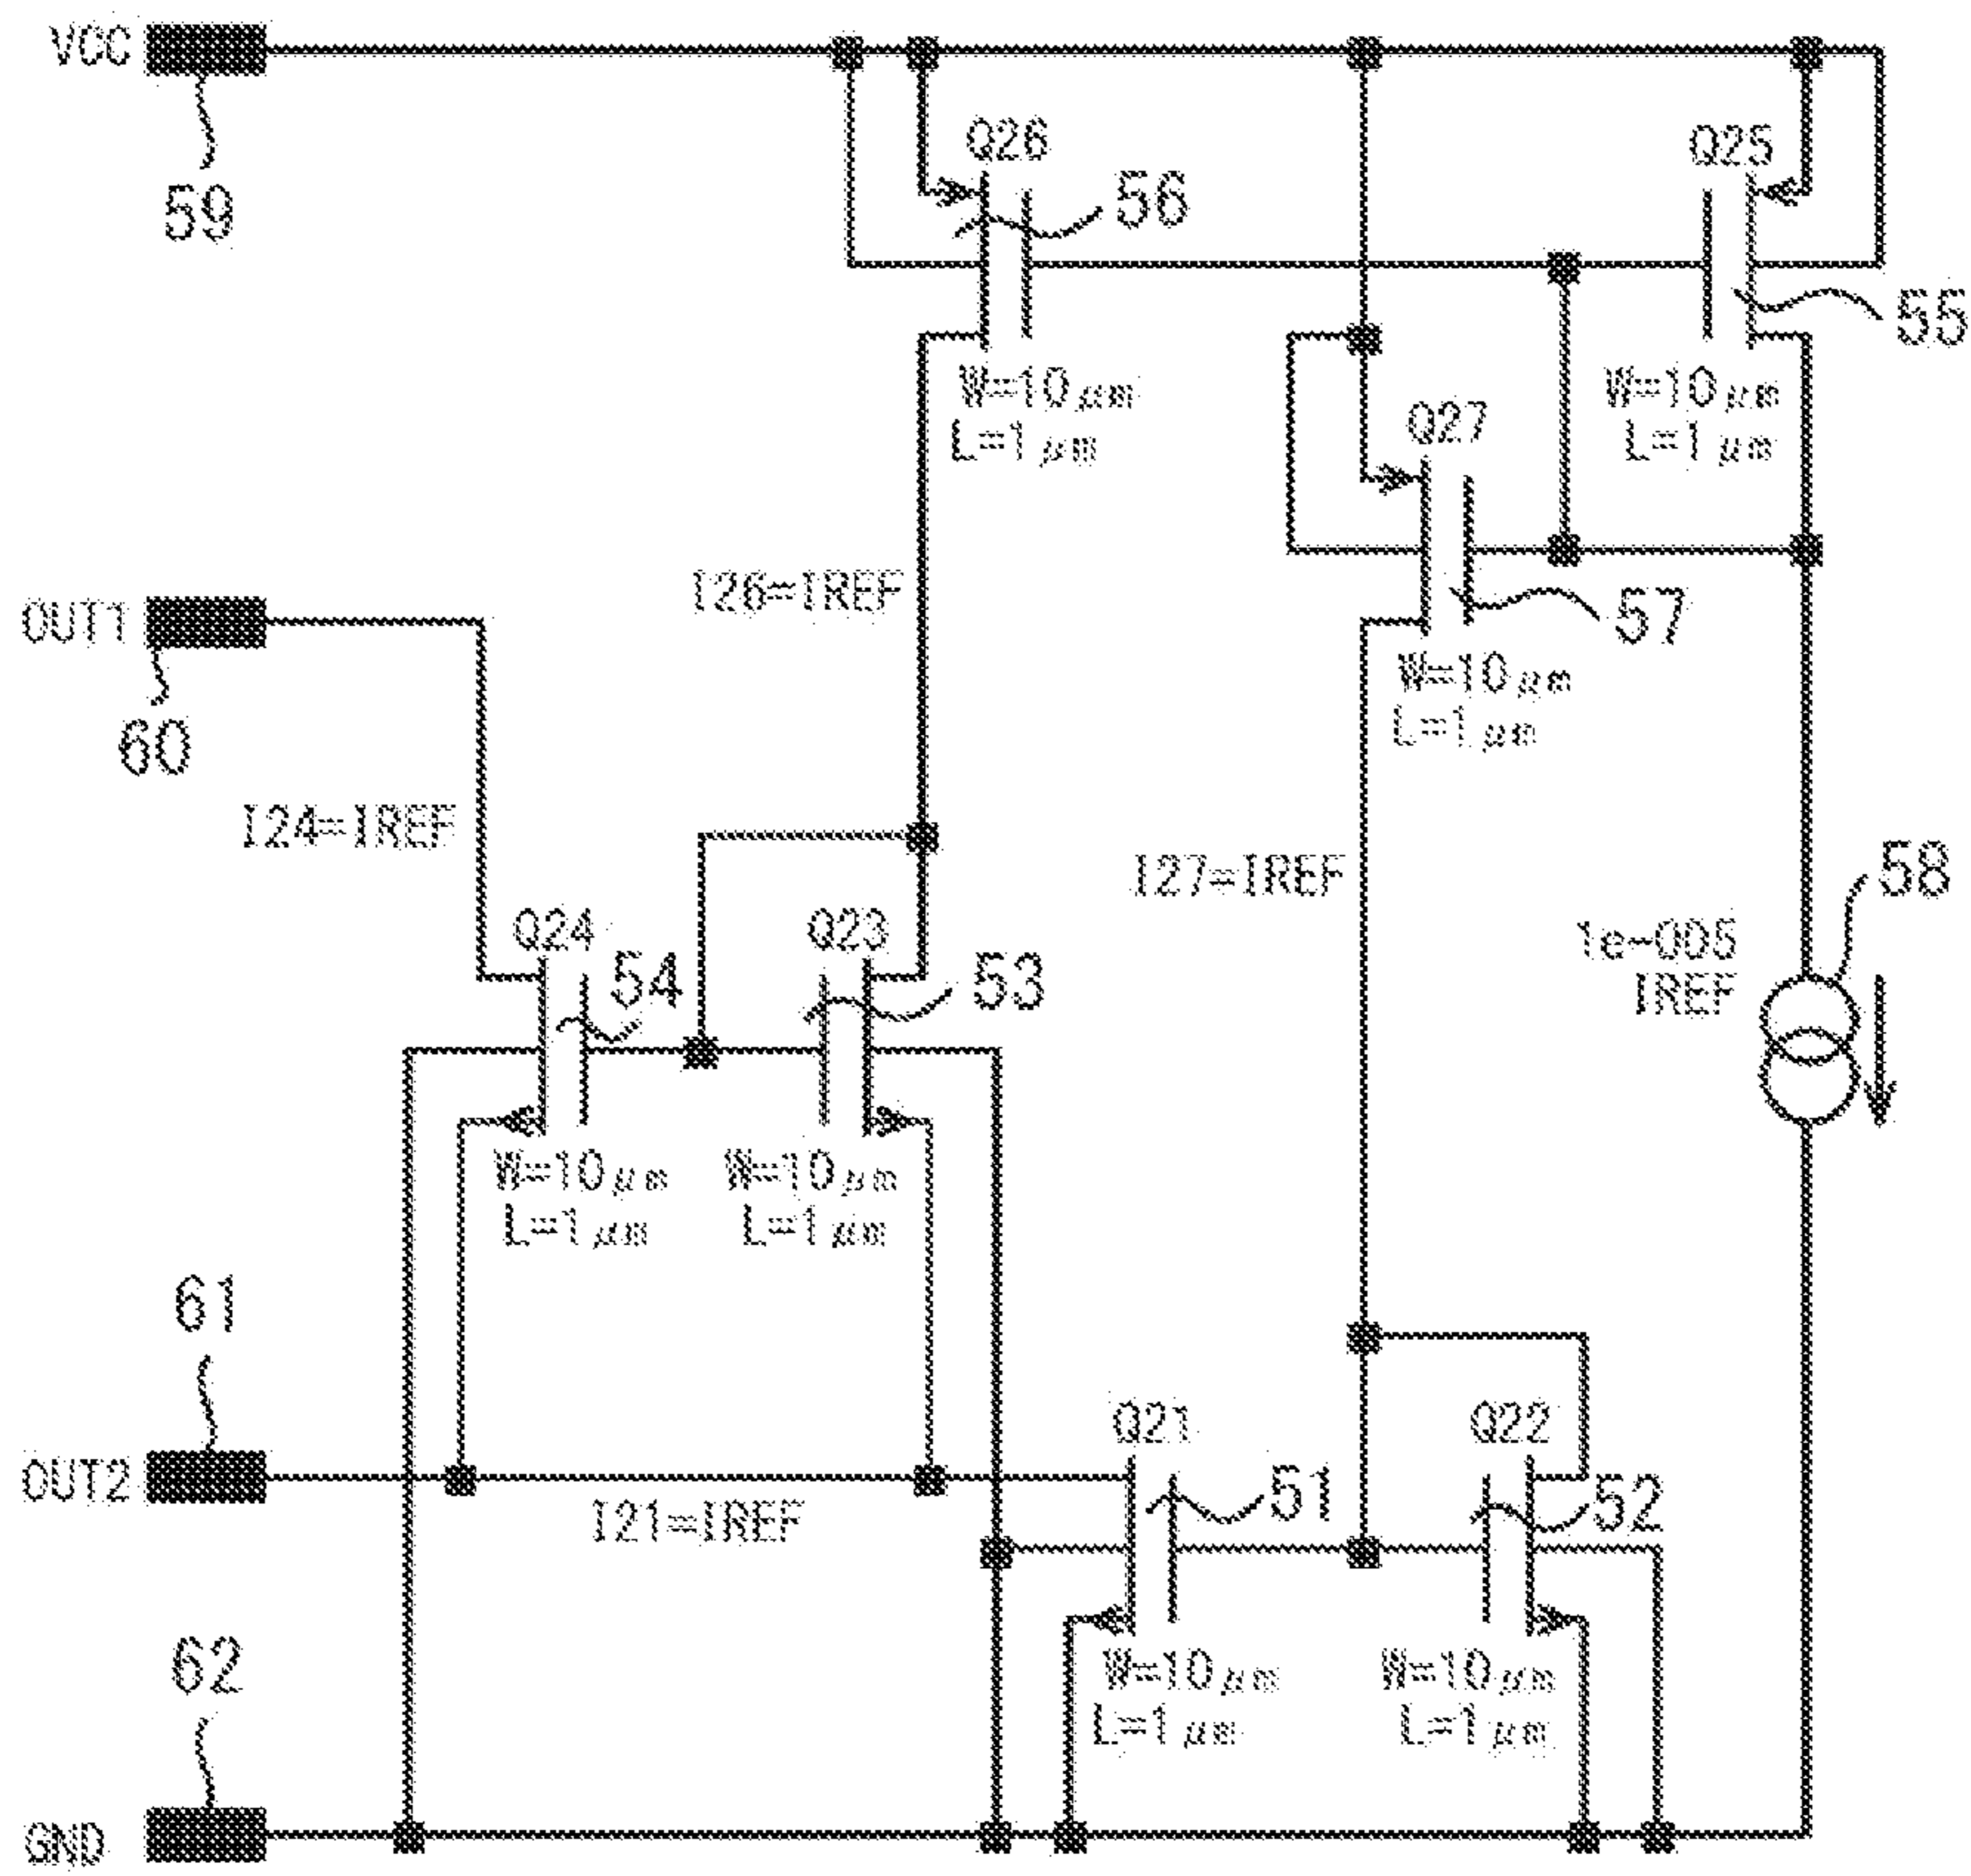 VCC
59
Q26
56
Q25
55
W=10μm
L=1μm
W=10μm
L=1μm
Q27
57
W=10μm
L=1μm
I26=IREF
OUT1
60
I24=IREF
I27=IREF
58
1e-005
IREF
Q24
54
Q23
53
W=10μm
L=1μm
W=10μm
L=1μm
61
OUT2
I21=IREF
Q21
51
Q22
52
W=10μm
L=1μm
W=10μm
L=1μm
62
GND